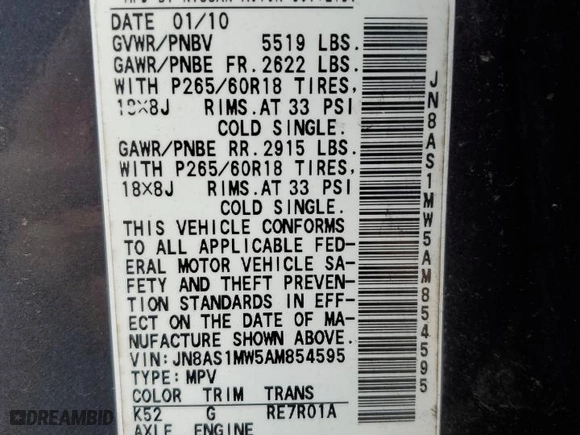 DATE 01/10
GVWR/PNBV 5519 LBS.
GAWR/PNBE FR. 2622 LBS.
WITH P265/60R18 TIRES,
18X8J RIMS. AT 33 PSI
COLD SINGLE.
GAWR/PNBE RR. 2915 LBS.
WITH P265/60R18 TIRES,
18X8J RIMS. AT 33 PSI
COLD SINGLE.
THIS VEHICLE CONFORMS
TO ALL APPLICABLE FED-
ERAL MOTOR VEHICLE SA-
FETY AND THEFT PREVEN-
TION STANDARDS IN EFF-
ECT ON THE DATE OF MA-
NUFACTURE SHOWN ABOVE.
VIN: JN8AS1MW5AM854595
TYPE: MPV
COLOR TRIM TRANS
K52 G RE7R01A
AXLE ENGINE
JN8AS1MW5AM854595
DREAMBID